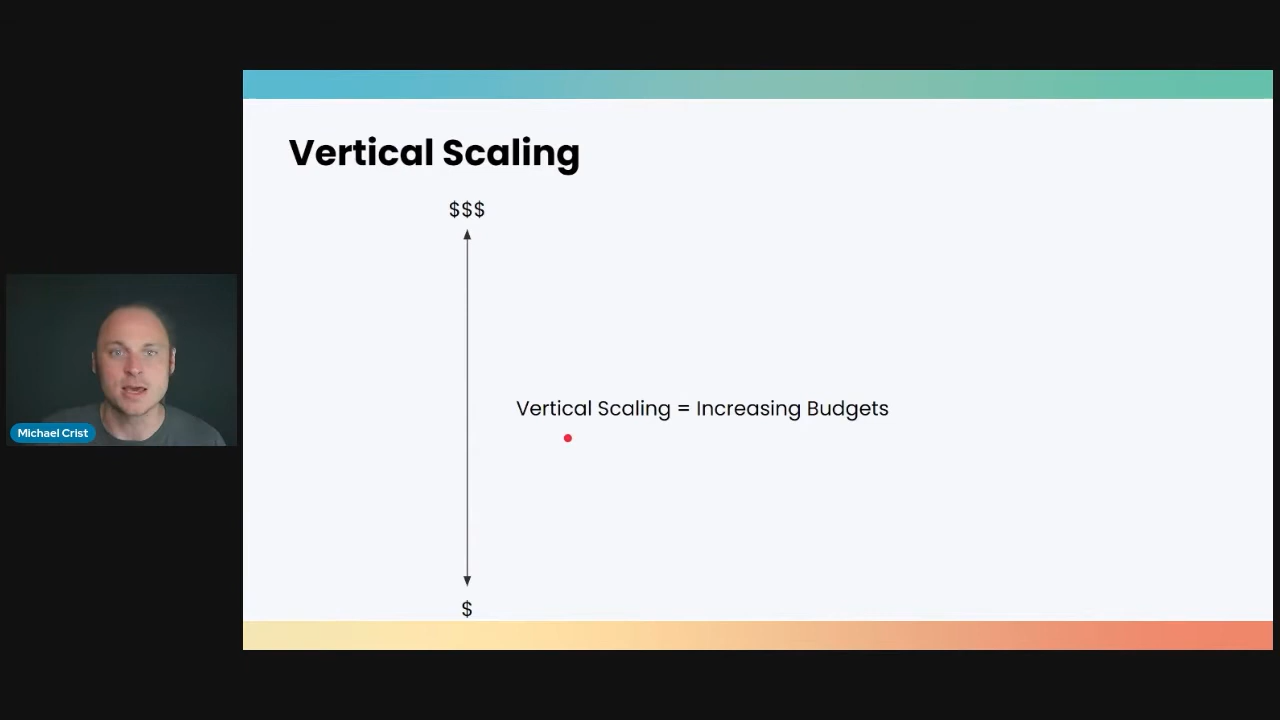 Vertical Scaling
$$$
Vertical Scaling = Increasing Budgets
Michael Crist
$